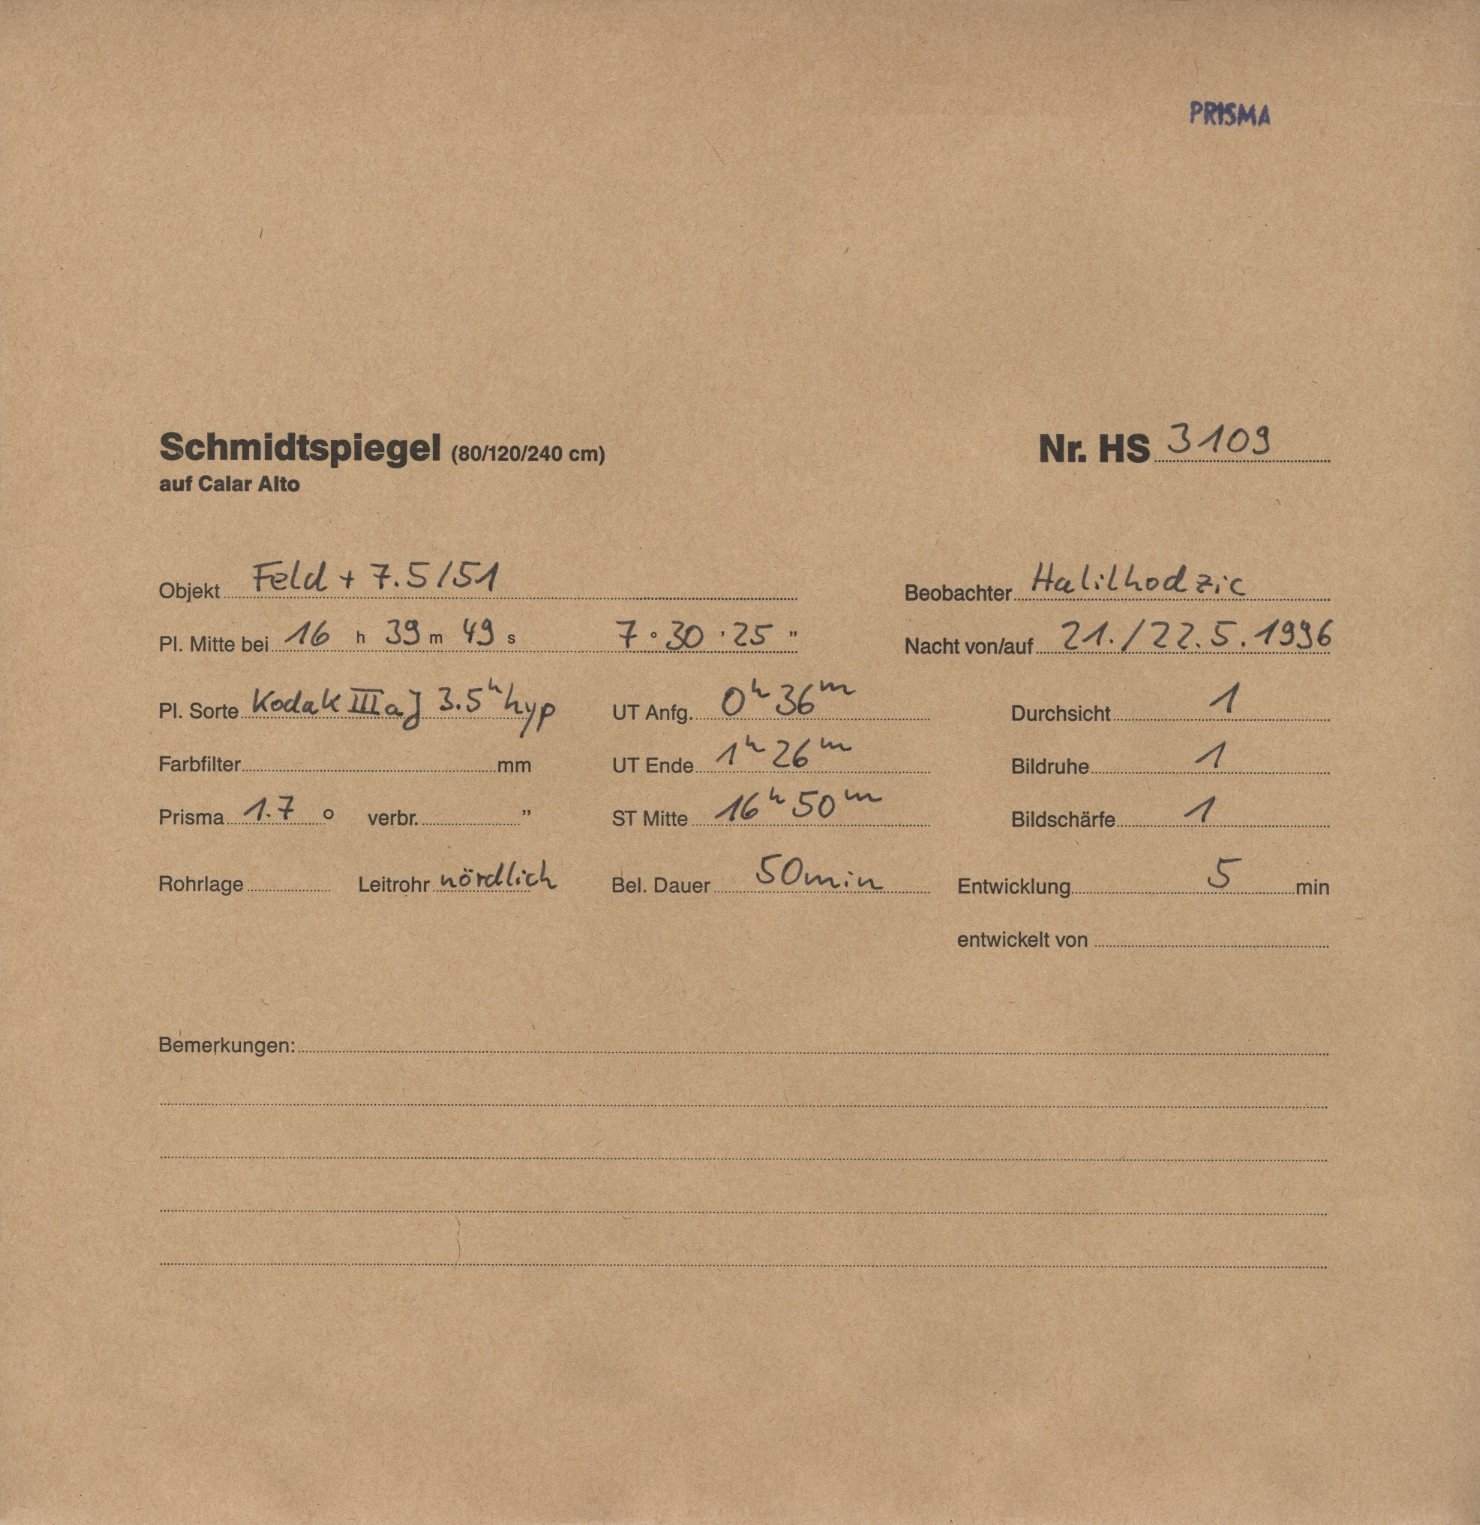 PRISMA
Schmidtspiegel (80/120/240 cm) Nr. HS 3109
auf Calar Alto
Objekt Feld + 7.5/51 Beobachter Halilhodzic
Pl. Mitte bei 16 h 39 m 49 s 7 ° 30 ' 25 " Nacht von/auf 21./22.5.1996
Pl. Sorte Kodak IIIaJ 3.5h hyp UT Anfg. 0h 36m Durchsicht 1
Farbfilter mm UT Ende 1h 26m Bildruhe 1
Prisma 1.7 ° verbr. " ST Mitte 16h 50m Bildschärfe 1
Rohrlage Leitrohr nördlich Bel. Dauer 50min Entwicklung 5 min
entwickelt von
Bemerkungen: